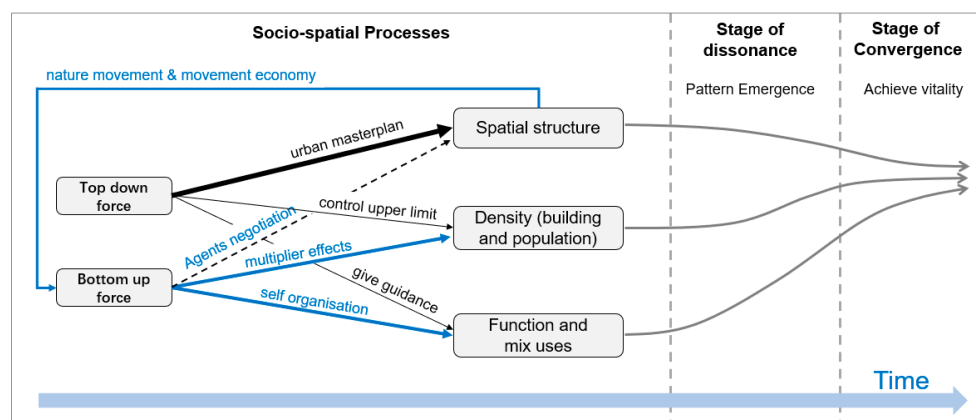 Socio-spatial Processes
Stage of
dissonance
Stage of
Convergence
Pattern Emergence
Achieve vitality
nature movement & movement economy
urban masterplan
Spatial structure
Top down
force
control upper limit
Density (building
and population)
Agents negotiation
multiplier effects
Bottom up
force
give guidance
self organisation
Function and
mix uses
Time